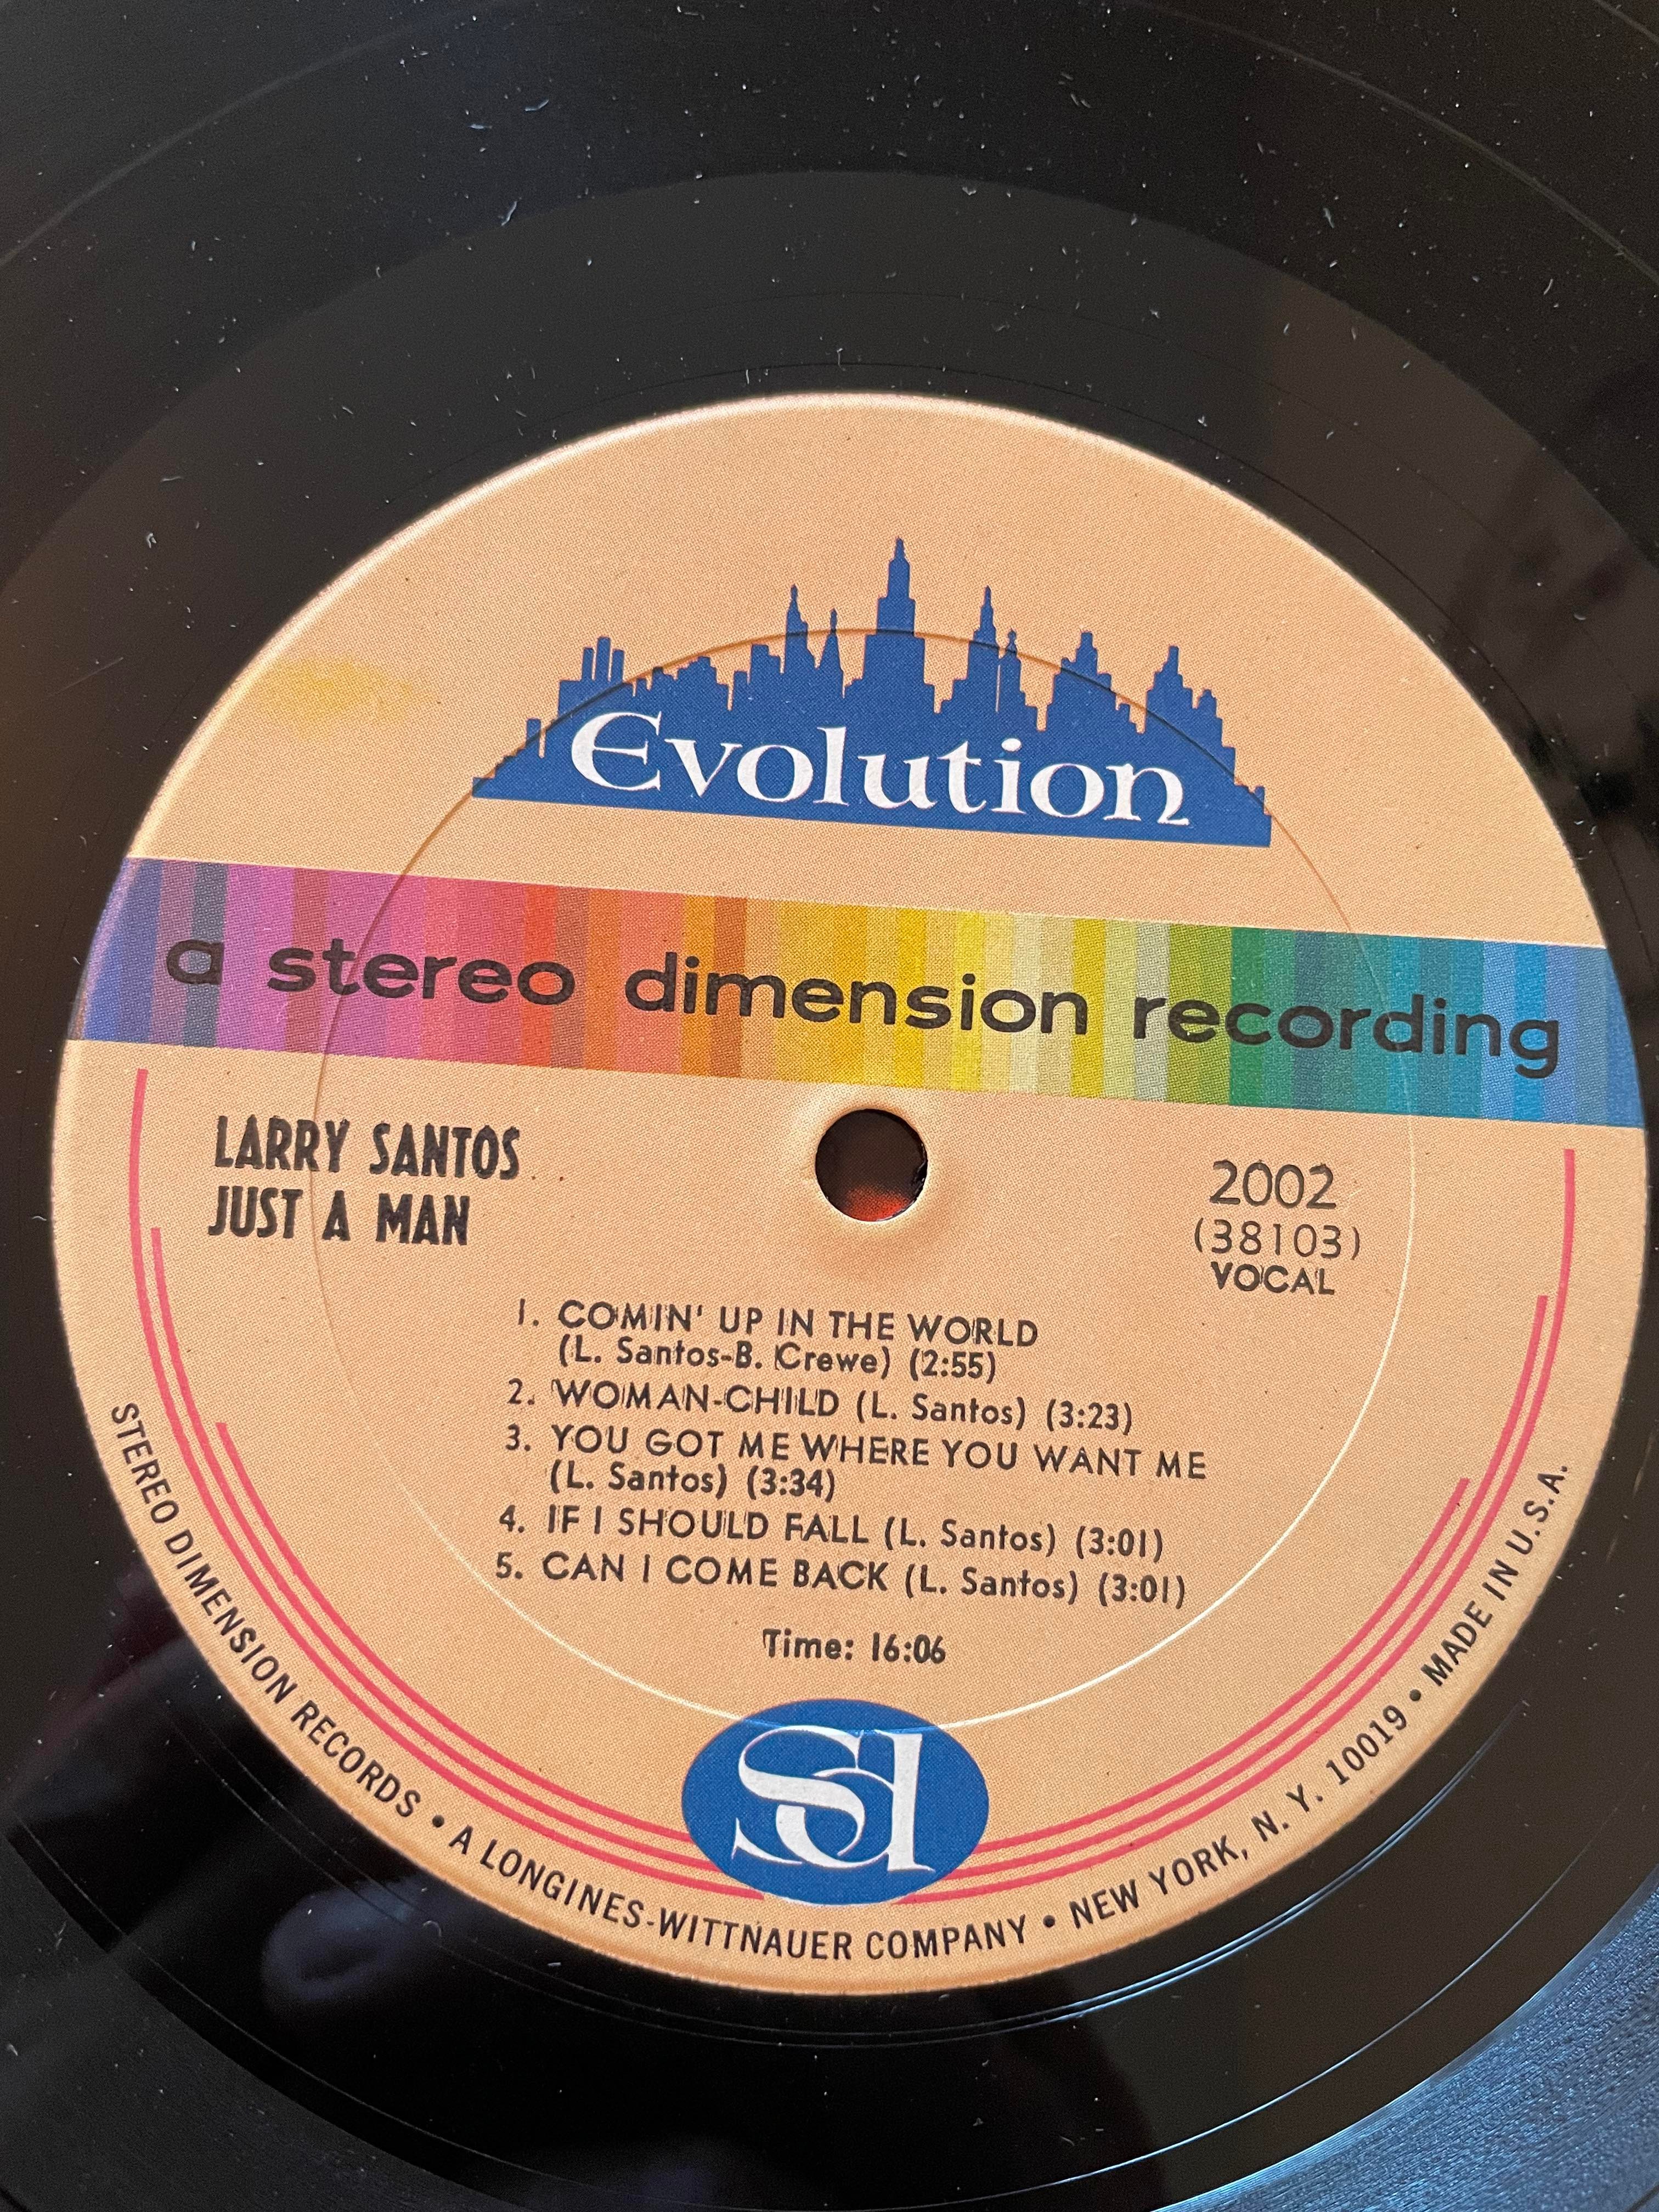 Evolution
a stereo dimension recording
LARRY SANTOS
JUST A MAN
2002
(38103)
VOCAL
1. COMIN' UP IN THE WORLD
(L. Santos-B. Crewe) (2:55)
2. WOMAN-CHILD (L. Santos) (3:23)
3. YOU GOT ME WHERE YOU WANT ME
(L. Santos) (3:34)
4. IF I SHOULD FALL (L. Santos) (3:01)
5. CAN I COME BACK (L. Santos) (3:01)
Time: 16:06
Sd
STEREO DIMENSION RECORDS • A LONGINES-WITTNAUER COMPANY • NEW YORK, N. Y. 10019 • MADE IN U.S.A.